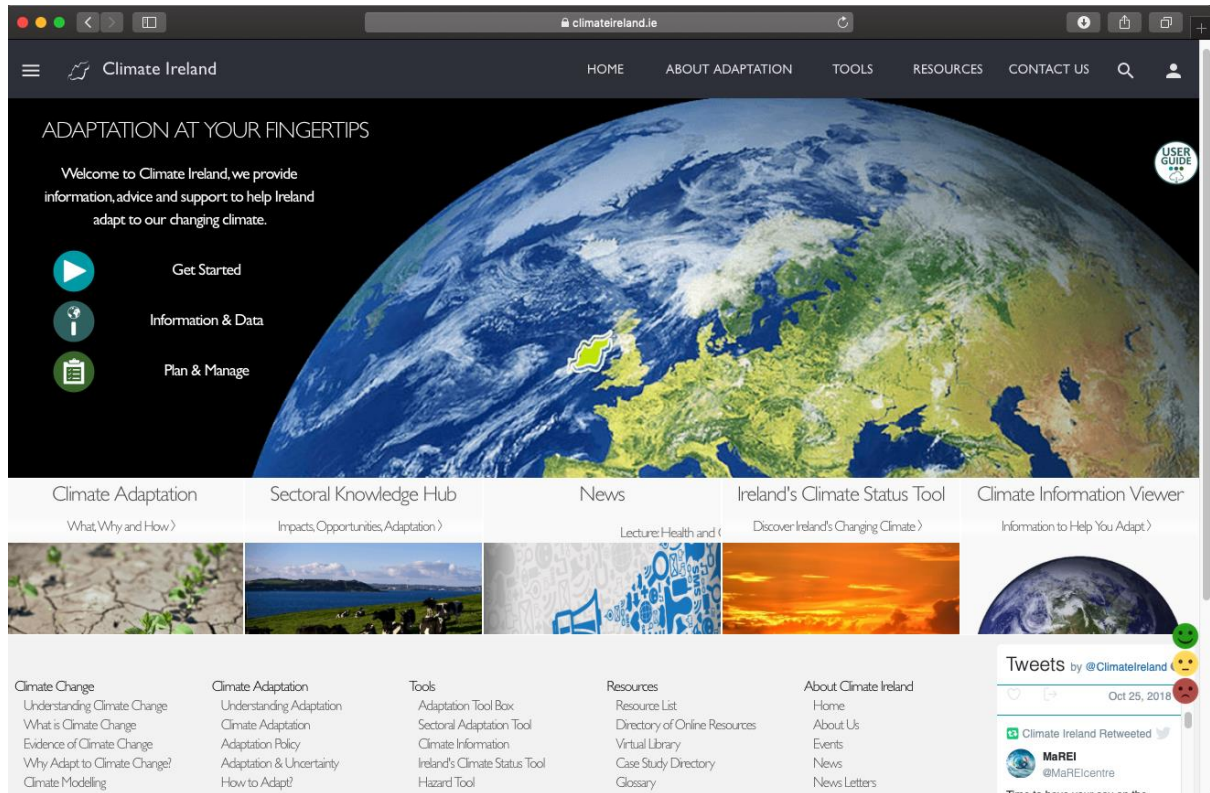 climateireland.ie
Climate Ireland
HOME
ABOUT ADAPTATION
TOOLS
RESOURCES
CONTACT US
ADAPTATION AT YOUR FINGERTIPS
Welcome to Climate Ireland, we provide
information, advice and support to help Ireland
adapt to our changing climate.
Get Started
Information & Data
Plan & Manage
USER
GUIDE
Climate Adaptation
What, Why and How >
Sectoral Knowledge Hub
Impacts, Opportunities, Adaptation >
News
Lecture: Health and
Ireland's Climate Status Tool
Discover Ireland's Changing Climate >
Climate Information Viewer
Information to Help You Adapt >
SMS
Climate Change
Understanding Climate Change
What is Climate Change
Evidence of Climate Change
Why Adapt to Climate Change?
Climate Modelling
Climate Adaptation
Understanding Adaptation
Climate Adaptation
Adaptation Policy
Adaptation & Uncertainty
How to Adapt?
Tools
Adaptation Tool Box
Sectoral Adaptation Tool
Climate Information
Ireland's Climate Status Tool
Hazard Tool
Resources
Resource List
Directory of Online Resources
Virtual Library
Case Study Directory
Glossary
About Climate Ireland
Home
About Us
Events
News
News Letters
Tweets by @ClimateIreland
Oct 25, 2018
Climate Ireland Retweeted
MaREI
@MaREIcentre
Time to have your say on the